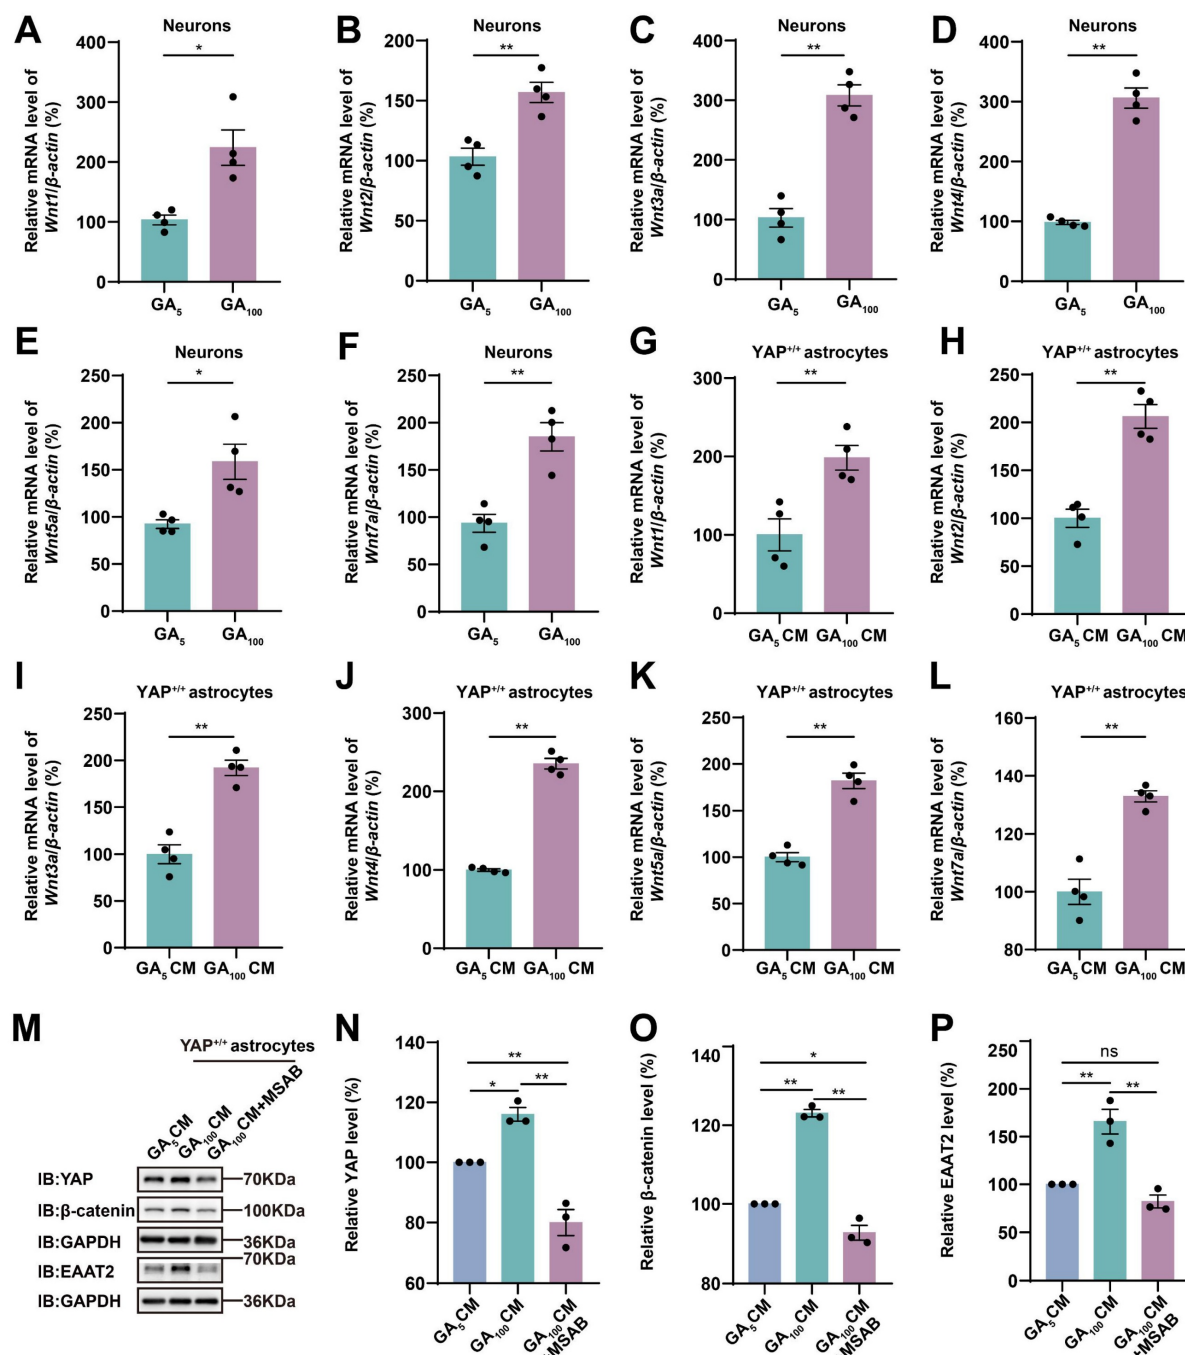 A
Neurons
*
Relative mRNA level of
Wnt1/β-actin (%)
400
300
200
100
0
GA₅
GA₁₀₀
B
Neurons
**
Relative mRNA level of
Wnt2/β-actin (%)
200
150
100
50
0
GA₅
GA₁₀₀
C
Neurons
**
Relative mRNA level of
Wnt3a/β-actin (%)
400
300
200
100
0
GA₅
GA₁₀₀
D
Neurons
**
Relative mRNA level of
Wnt4/β-actin (%)
400
300
200
100
0
GA₅
GA₁₀₀
E
Neurons
*
Relative mRNA level of
Wnt5a/β-actin (%)
250
200
150
100
50
0
GA₅
GA₁₀₀
F
Neurons
**
Relative mRNA level of
Wnt7a/β-actin (%)
250
200
150
100
50
0
GA₅
GA₁₀₀
G
YAP⁺/⁺ astrocytes
**
Relative mRNA level of
Wnt1/β-actin (%)
300
200
100
0
GA₅ CM
GA₁₀₀ CM
H
YAP⁺/⁺ astrocytes
**
Relative mRNA level of
Wnt2/β-actin (%)
250
200
150
100
50
0
GA₅ CM
GA₁₀₀ CM
I
YAP⁺/⁺ astrocytes
**
Relative mRNA level of
Wnt3a/β-actin (%)
250
200
150
100
50
0
GA₅ CM
GA₁₀₀ CM
J
YAP⁺/⁺ astrocytes
**
Relative mRNA level of
Wnt4/β-actin (%)
300
200
100
0
GA₅ CM
GA₁₀₀ CM
K
YAP⁺/⁺ astrocytes
**
Relative mRNA level of
Wnt5a/β-actin (%)
250
200
150
100
50
0
GA₅ CM
GA₁₀₀ CM
L
YAP⁺/⁺ astrocytes
**
Relative mRNA level of
Wnt7a/β-actin (%)
160
140
120
100
80
GA₅ CM
GA₁₀₀ CM
M
YAP⁺/⁺ astrocytes
GA₅ CM
GA₁₀₀ CM
GA₁₀₀ CM+MSAB
IB:YAP
70KDa
IB:β-catenin
100KDa
IB:GAPDH
36KDa
70KDa
IB:EAAT2
IB:GAPDH
36KDa
N
**
*
**
Relative YAP level (%)
140
120
100
80
60
GA₅ CM
GA₁₀₀ CM
GA₁₀₀ CM
+MSAB
O
*
**
**
Relative β-catenin level (%)
140
120
100
80
GA₅ CM
GA₁₀₀ CM
GA₁₀₀ CM
MSAB
P
ns
**
**
Relative EAAT2 level (%)
250
200
150
100
50
0
GA₅ CM
GA₁₀₀ CM
GA₁₀₀ CM
+MSAB